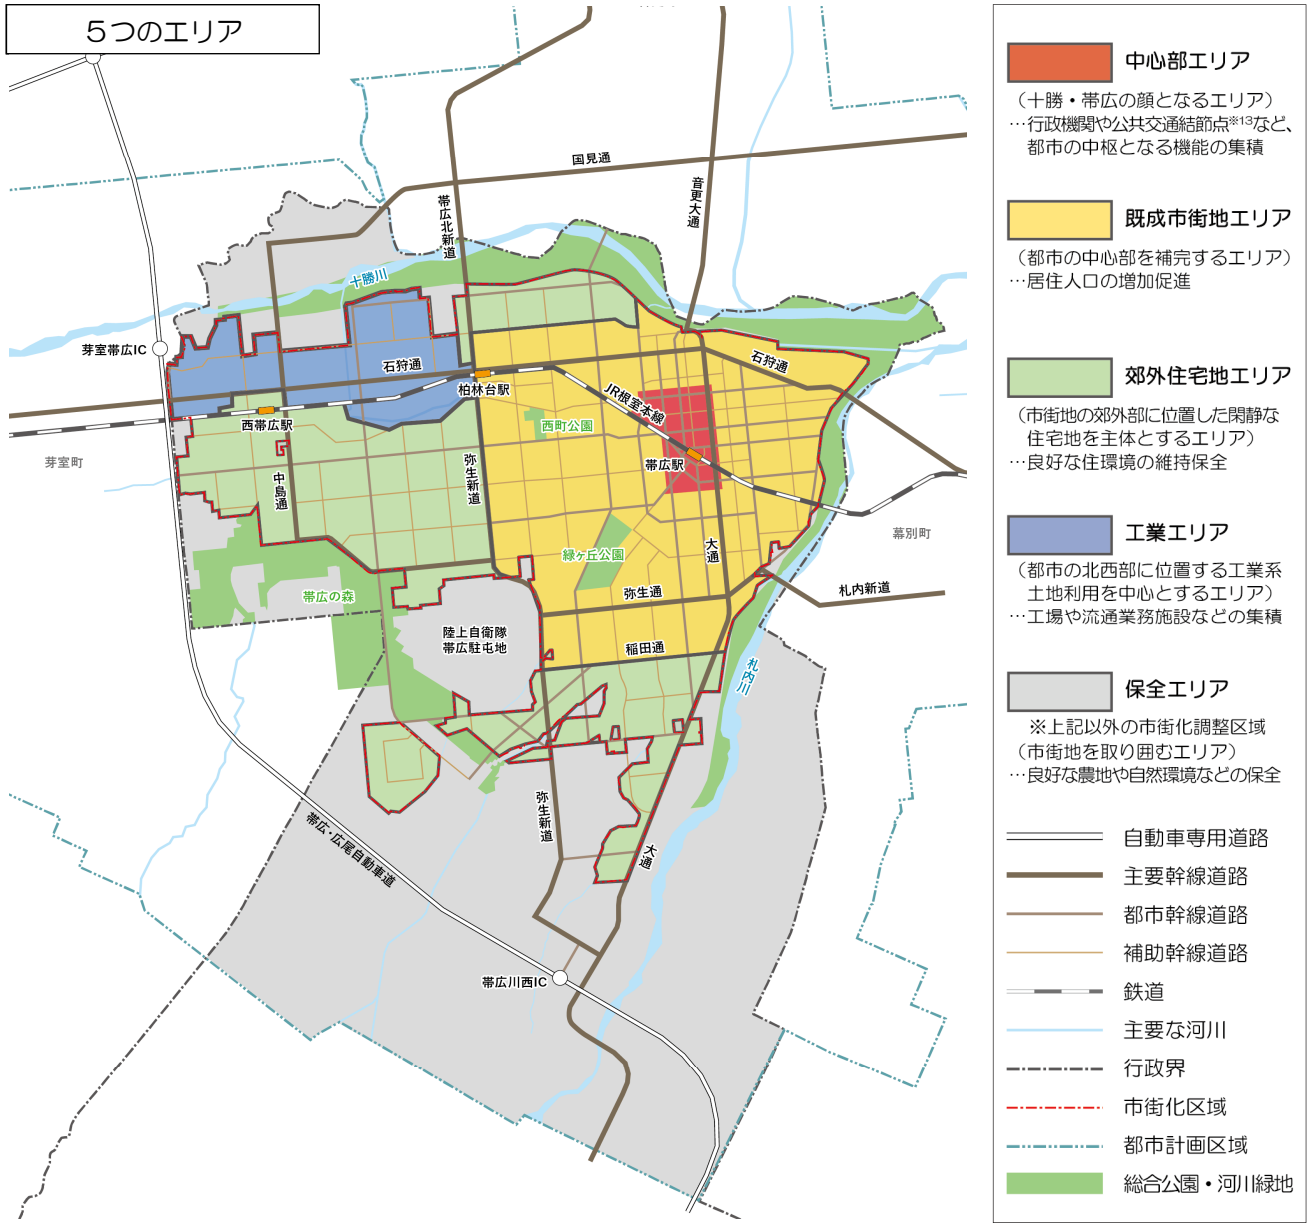 5つのエリア
国見通
音更大通
帯広北新道
十勝川
芽室帯広IC
石狩通
石狩通
柏林台駅
JR根室本線
西帯広駅
西町公園
芽室町
中島通
弥生新道
帯広駅
幕別町
大通
緑ヶ丘公園
弥生通
札内新道
帯広の森
陸上自衛隊
帯広駐屯地
稲田通
札内川
弥生新道
大通
帯広・広尾自動車道
帯広川西IC
中心部エリア
（十勝・帯広の顔となるエリア）
…行政機関や公共交通結節点※13など、
都市の中枢となる機能の集積
既成市街地エリア
（都市の中心部を補完するエリア）
…居住人口の増加促進
郊外住宅地エリア
（市街地の郊外部に位置した閑静な
住宅地を主体とするエリア）
…良好な住環境の維持保全
工業エリア
（都市の北西部に位置する工業系
土地利用を中心とするエリア）
…工場や流通業務施設などの集積
保全エリア
※上記以外の市街化調整区域
（市街地を取り囲むエリア）
…良好な農地や自然環境などの保全
自動車専用道路
主要幹線道路
都市幹線道路
補助幹線道路
鉄道
主要な河川
行政界
市街化区域
都市計画区域
総合公園・河川緑地